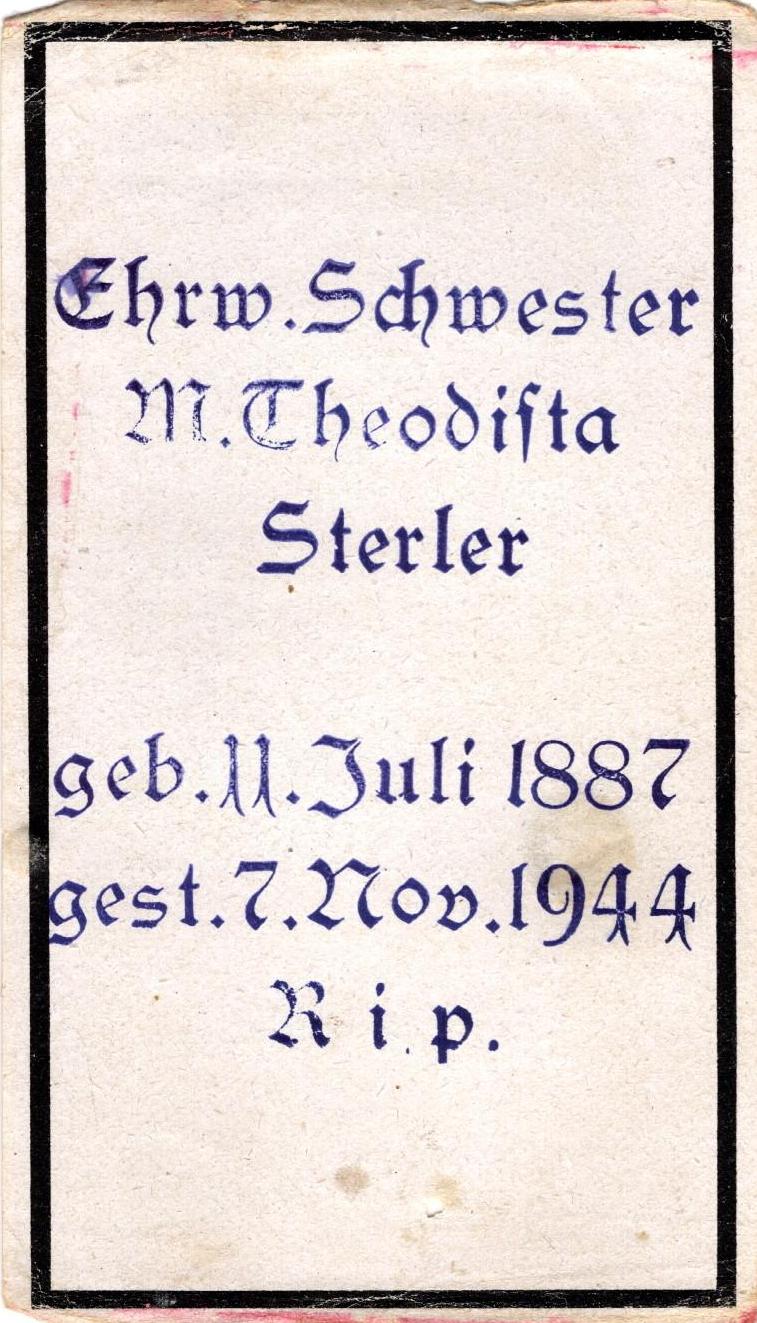 Ehrw. Schwester
M. Theodista
Sterler
geb. 11. Juli 1887
gest. 7. Nov. 1944
R i. p.